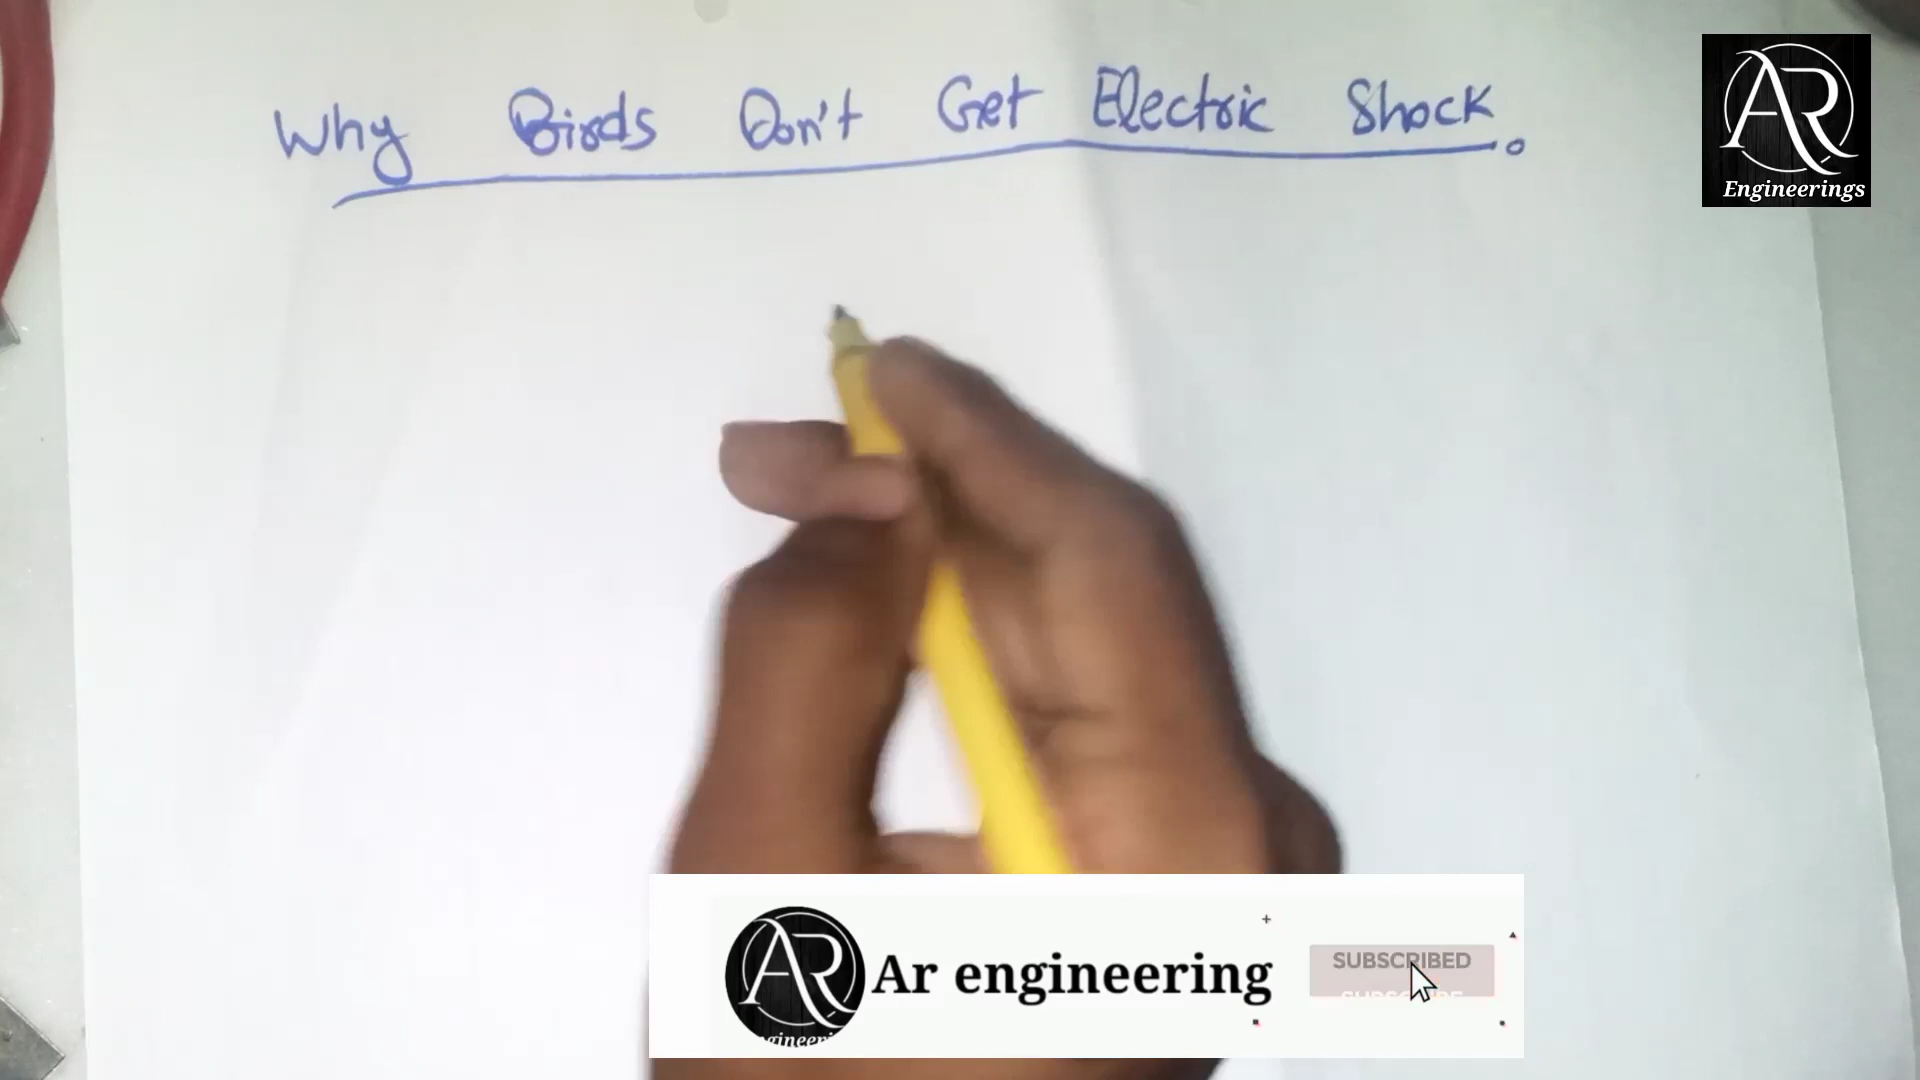 Why Birds Don't Get Electric Shock.
AR
Engineerings
AR
Ar engineering
SUBSCRIBED